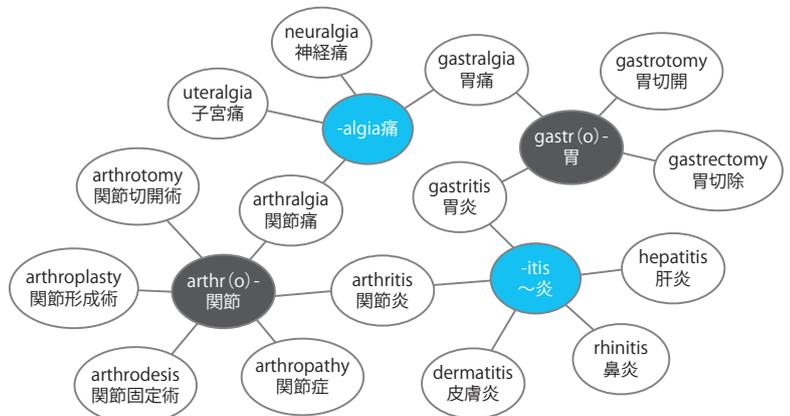 neuralgia
神経痛
gastralgia
胃痛
gastrotomy
胃切開
uteralgia
子宮痛
-algia痛
gastr（o）-
胃
gastrectomy
胃切除
arthrotomy
関節切開術
arthralgia
関節痛
gastritis
胃炎
arthroplasty
関節形成術
arthr（o）-
関節
arthritis
関節炎
-itis
〜炎
hepatitis
肝炎
rhinitis
鼻炎
arthrodesis
関節固定術
arthropathy
関節症
dermatitis
皮膚炎